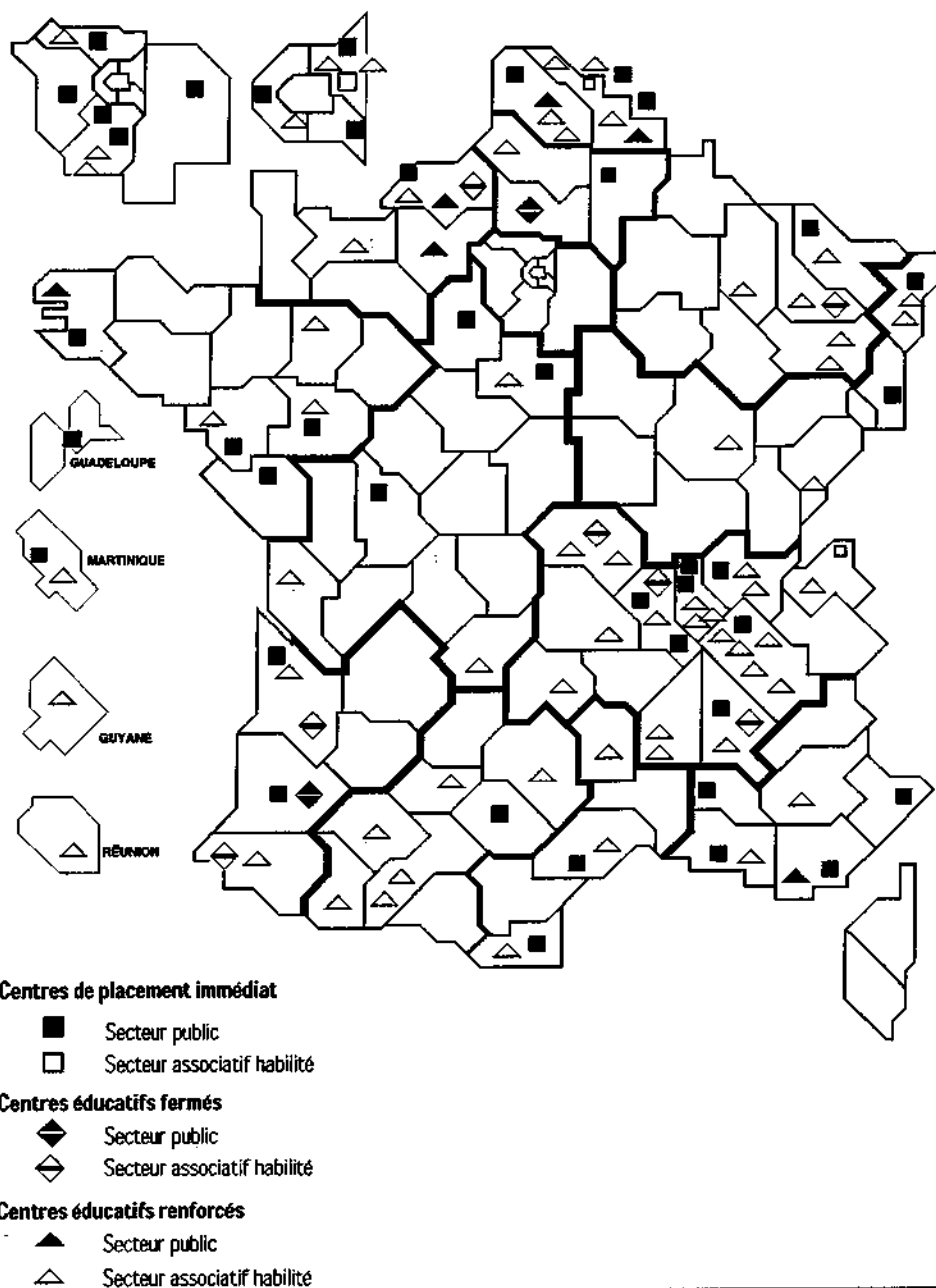 GUADELOUPE
MARTINIQUE
GUYANE
RÉUNION
Centres de placement immédiat
Secteur public
Secteur associatif habilité
Centres éducatifs fermés
Secteur public
Secteur associatif habilité
Centres éducatifs renforcés
Secteur public
Secteur associatif habilité